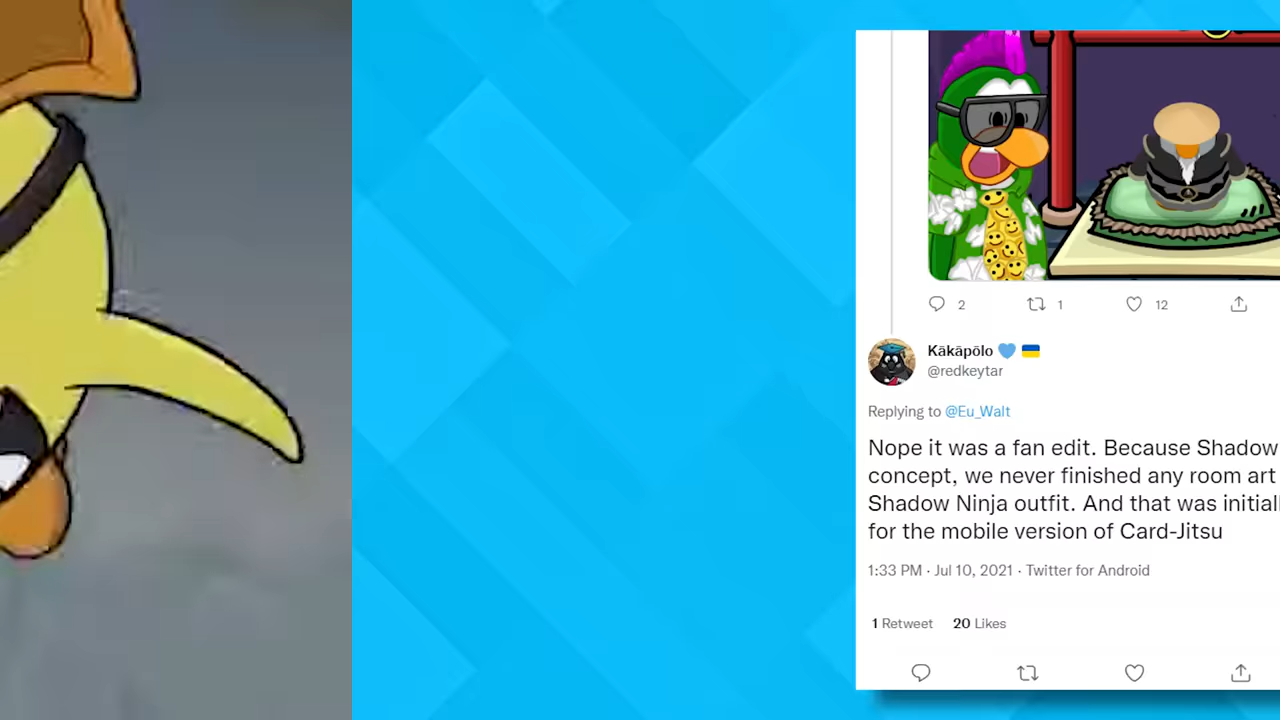 2 1 12
Kākāpōlo
@redkeytar
Replying to @Eu_Walt
Nope it was a fan edit. Because Shadow
concept, we never finished any room art
Shadow Ninja outfit. And that was initiall
for the mobile version of Card-Jitsu
1:33 PM · Jul 10, 2021 · Twitter for Android
1 Retweet 20 Likes